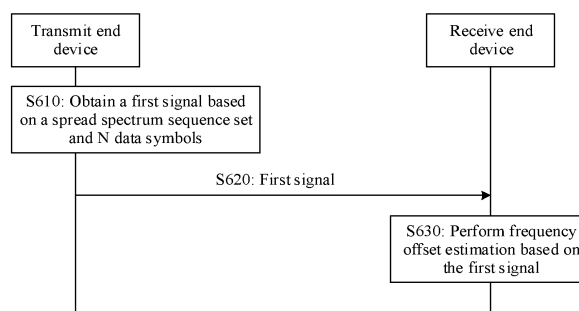 Transmit end
device
Receive end
device
S610: Obtain a first signal based
on a spread spectrum sequence set
and N data symbols
S620: First signal
S630: Perform frequency
offset estimation based on
the first signal